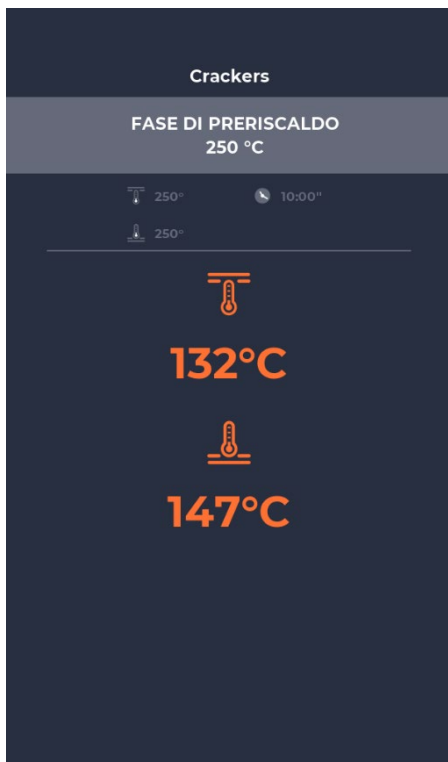 Crackers
FASE DI PRERISCALDO
250 °C
250° 10:00"
250°
132°C
147°C